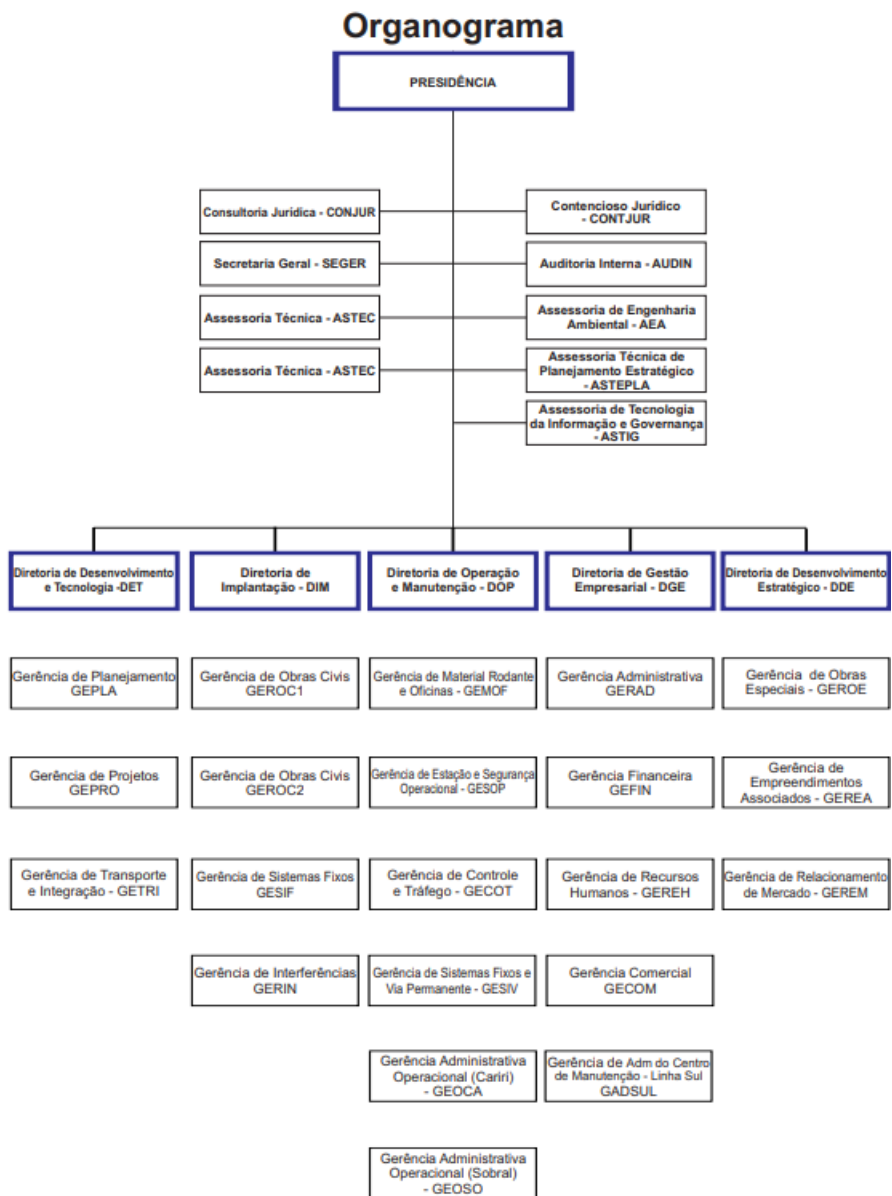 Organograma
PRESIDÊNCIA
Consultoria Jurídica - CONJUR
Contencioso Jurídico
- CONTJUR
Secretaria Geral - SEGER
Auditoria Interna - AUDIN
Assessoria Técnica - ASTEC
Assessoria de Engenharia
Ambiental - AEA
Assessoria Técnica - ASTEC
Assessoria Técnica de
Planejamento Estratégico
- ASTEPLA
Assessoria de Tecnologia
da Informação e Governança
- ASTIG
Diretoria de Desenvolvimento
e Tecnologia -DET
Diretoria de
Implantação - DIM
Diretoria de Operação
e Manutenção - DOP
Diretoria de Gestão
Empresarial - DGE
Diretoria de Desenvolvimento
Estratégico - DDE
Gerência de Planejamento
GEPLA
Gerência de Obras Civis
GEROC1
Gerência de Material Rodante
e Oficinas - GEMOF
Gerência Administrativa
GERAD
Gerência de Obras
Especiais - GEROE
Gerência de Projetos
GEPRO
Gerência de Obras Civis
GEROC2
Gerência de Estação e Segurança
Operacional - GESOP
Gerência Financeira
GEFIN
Gerência de
Empreendimentos
Associados - GEREA
Gerência de Transporte
e Integração - GETRI
Gerência de Sistemas Fixos
GESIF
Gerência de Controle
e Tráfego - GECOT
Gerência de Recursos
Humanos - GEREH
Gerência de Relacionamento
de Mercado - GEREM
Gerência de Interferências
GERIN
Gerência de Sistemas Fixos e
Via Permanente - GESIV
Gerência Comercial
GECOM
Gerência Administrativa
Operacional (Cariri)
- GEOCA
Gerência de Adm do Centro
de Manutenção - Linha Sul
GADSUL
Gerência Administrativa
Operacional (Sobral)
- GEOSO